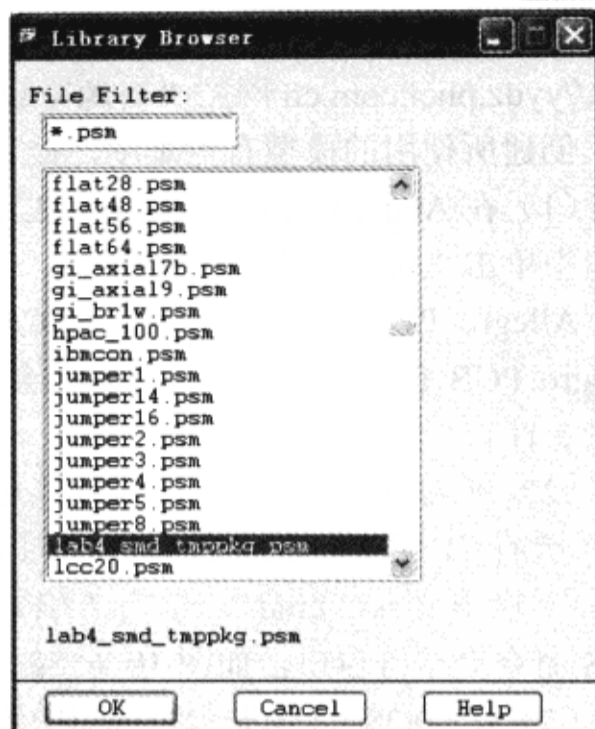 Library Browser
File Filter:
*.psm
flat28.psm
flat48.psm
flat56.psm
flat64.psm
gi_axial7b.psm
gi_axial9.psm
gi_br1w.psm
hpac_100.psm
ibmcon.psm
jumper1.psm
jumper14.psm
jumper16.psm
jumper2.psm
jumper3.psm
jumper4.psm
jumper5.psm
jumper8.psm
lab4_smd_tmppkg.psm
lcc20.psm
lab4_smd_tmppkg.psm
OK Cancel Help